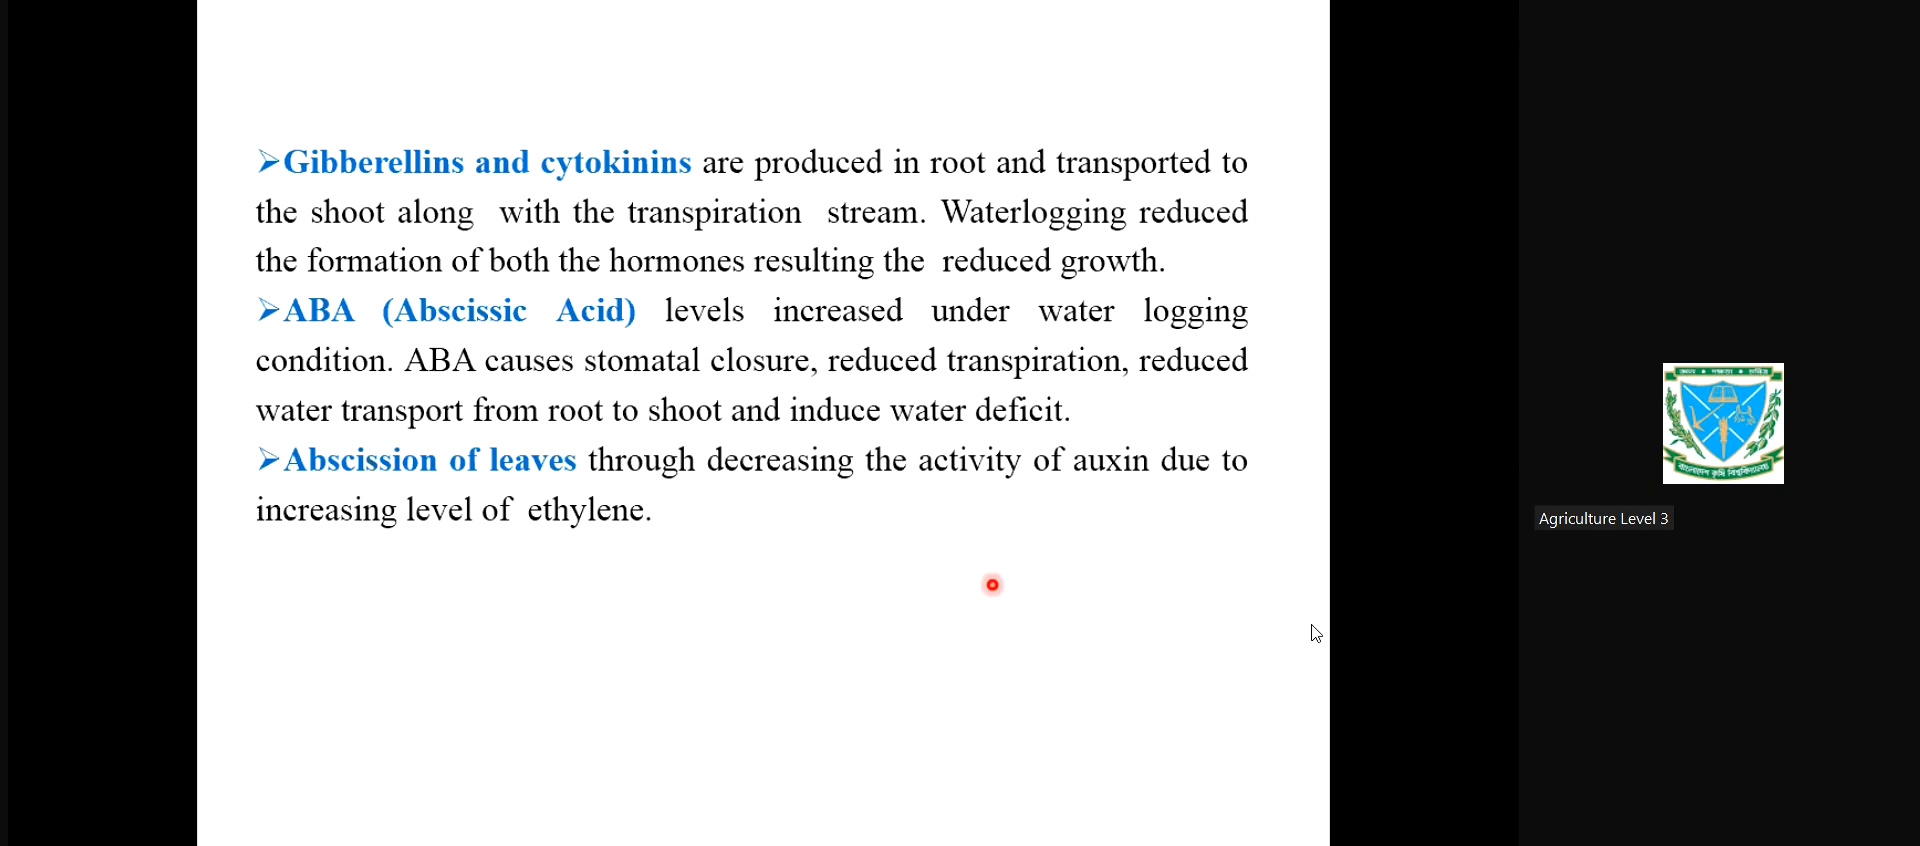 ➢Gibberellins and cytokinins are produced in root and transported to
the shoot along with the transpiration stream. Waterlogging reduced
the formation of both the hormones resulting the reduced growth.
➢ABA (Abscissic Acid) levels increased under water logging
condition. ABA causes stomatal closure, reduced transpiration, reduced
water transport from root to shoot and induce water deficit.
➢Abscission of leaves through decreasing the activity of auxin due to
increasing level of ethylene.
বাংলাদেশ কৃষি বিশ্ববিদ্যালয়
Agriculture Level 3